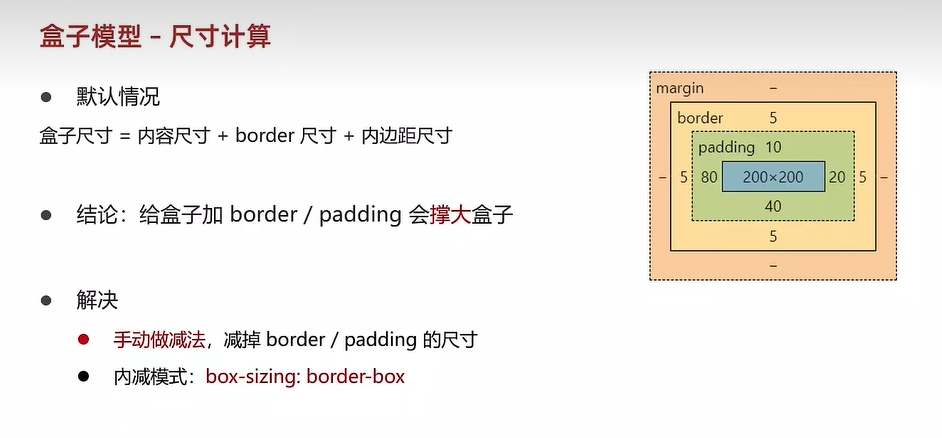 盒子模型 – 尺寸计算
● 默认情况
盒子尺寸 = 内容尺寸 + border 尺寸 + 内边距尺寸
● 结论：给盒子加 border / padding 会撑大盒子
● 解决
● 手动做减法，减掉 border / padding 的尺寸
● 内减模式：box-sizing: border-box
margin –
border 5
padding 10
– 5 80 200×200 20 5 –
40
5
–